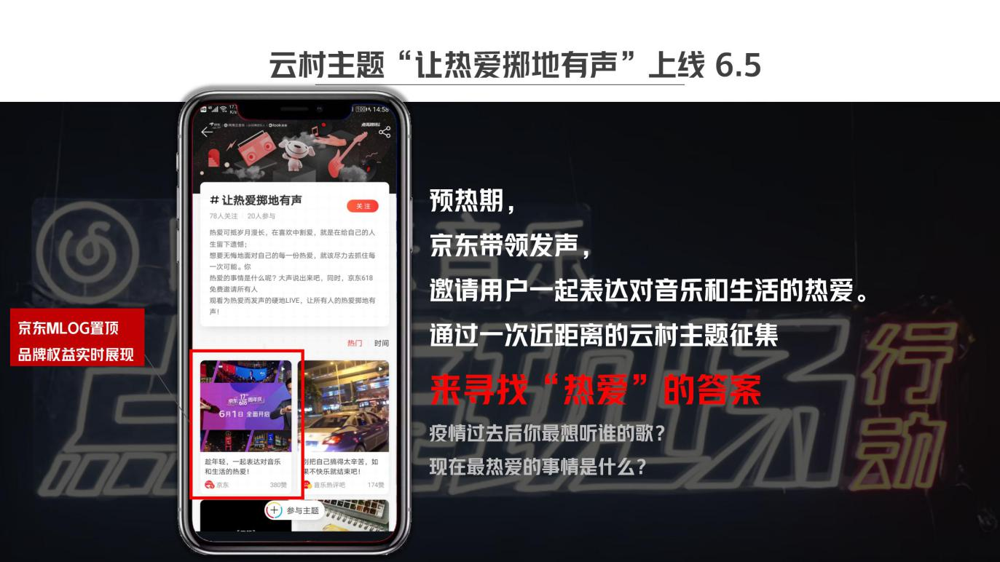 云村主题“让热爱掷地有声”上线 6.5
14:58
#让热爱掷地有声
关注
78人关注 20人参与
热爱可抵岁月漫长，在喜欢中割爱，就是在给自己的人
生留下遗憾；
想要无悔地面对自己的每一份热爱，就该尽力去抓住每
一次可能。你
热爱的事情是什么呢？大声说出来吧，同时，京东618
免费邀请所有人
观看为热爱而发声的硬地LIVE，让所有人的热爱掷地有
声！
热门 时间
京东MLOG置顶
品牌权益实时展现
京东 17th 618 周年庆
6月1日 全面开启
趁年轻，一起表达对音乐
和生活的热爱！
京东 380赞
别把自己搞得太辛苦，如
果不快乐就结束吧！
音乐热评吧 174赞
参与主题
预热期，
京东带领发声，
邀请用户一起表达对音乐和生活的热爱。
通过一次近距离的云村主题征集
来寻找“热爱”的答案
疫情过去后你最想听谁的歌？
现在最热爱的事情是什么？
音乐
点亮现场
行动